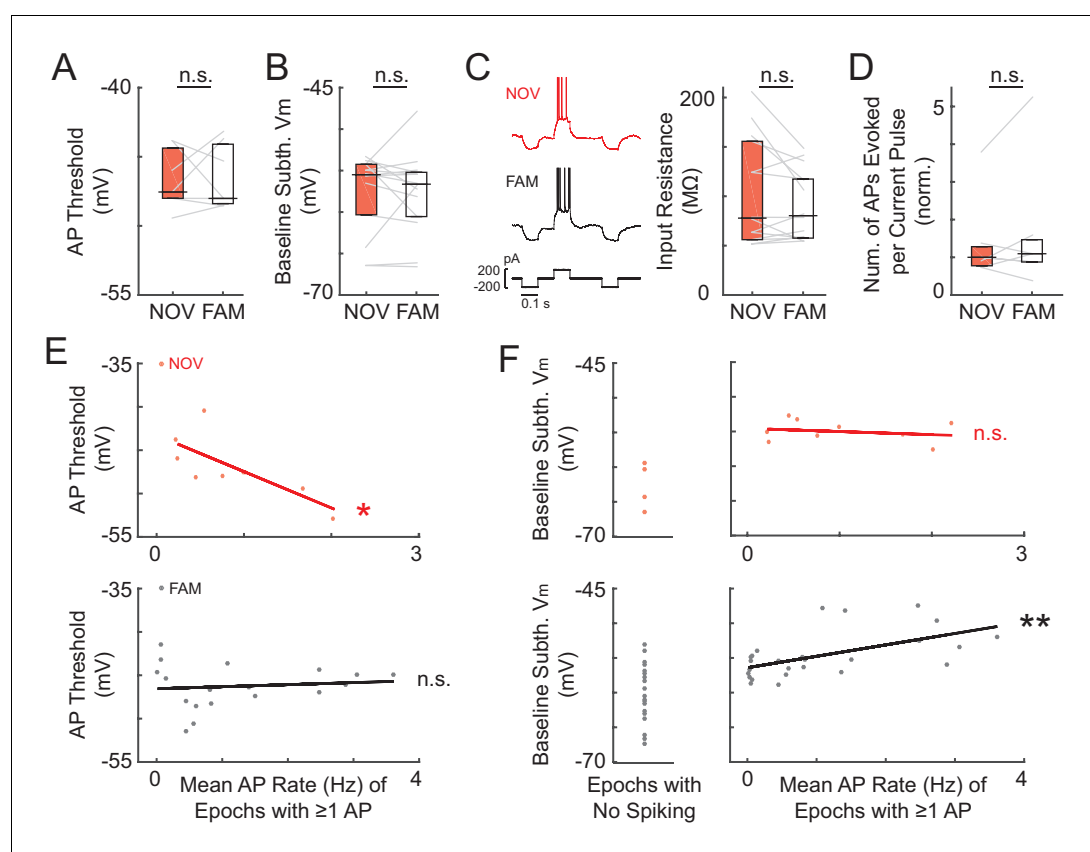 A
n.s.
-40
AP Threshold
(mV)
-55
NOV FAM
B
n.s.
-45
Baseline Subth. Vm
(mV)
-70
NOV FAM
C
NOV
FAM
pA
200
-200
0.1 s
n.s.
200
Input Resistance
(MΩ)
0
NOV FAM
D
n.s.
5
Num. of APs Evoked
per Current Pulse
(norm.)
0
NOV FAM
E
-35
NOV
AP Threshold
(mV)
*
-55
0
3
-35
FAM
AP Threshold
(mV)
n.s.
-55
0
4
Mean AP Rate (Hz) of
Epochs with ≥1 AP
F
-45
Baseline Subth. Vm
(mV)
n.s.
-70
0
3
-45
Baseline Subth. Vm
(mV)
**
-70
0
4
Epochs with
No Spiking
Mean AP Rate (Hz) of
Epochs with ≥1 AP